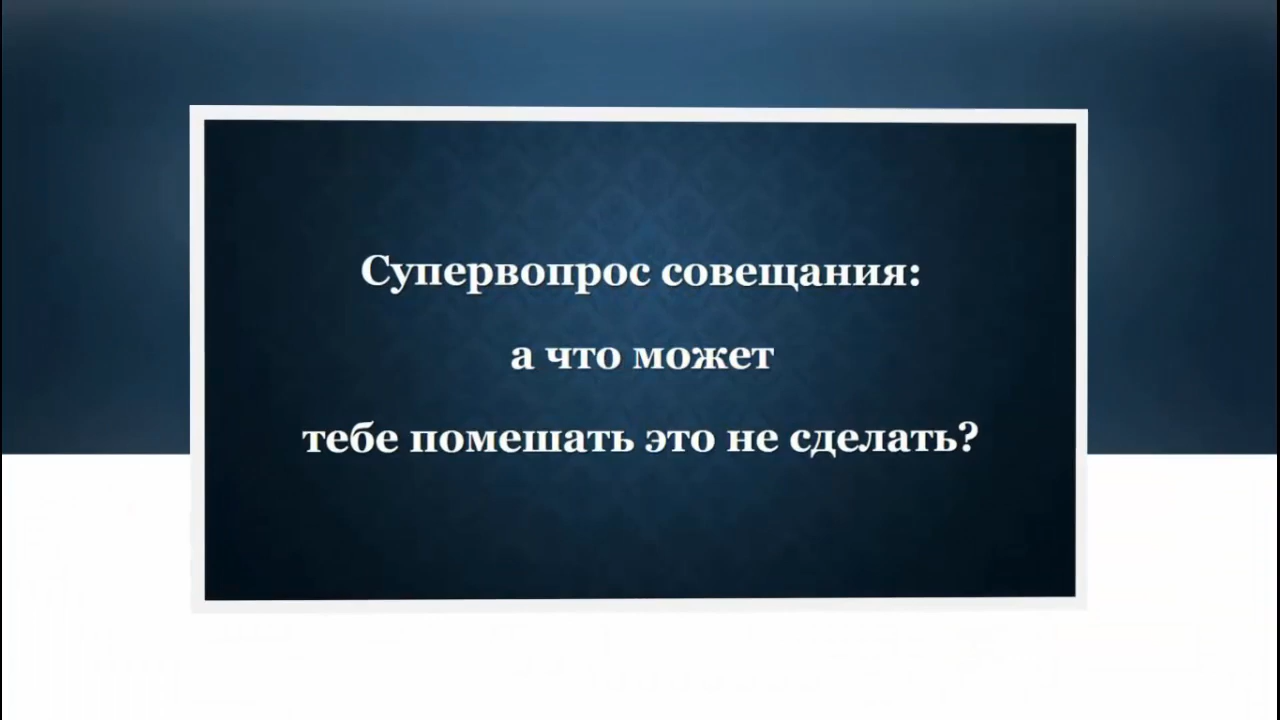 Супервопрос совещания:
а что может
тебе помешать это не сделать?